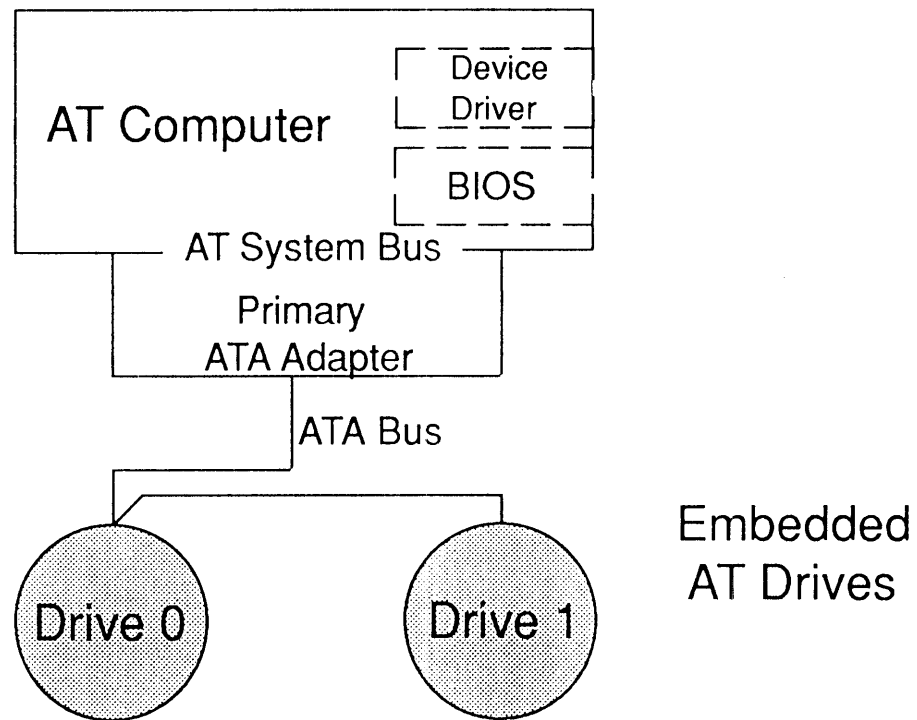 Device
Driver
AT Computer
BIOS
AT System Bus
Primary
ATA Adapter
ATA Bus
Embedded
AT Drives
Drive 0
Drive 1